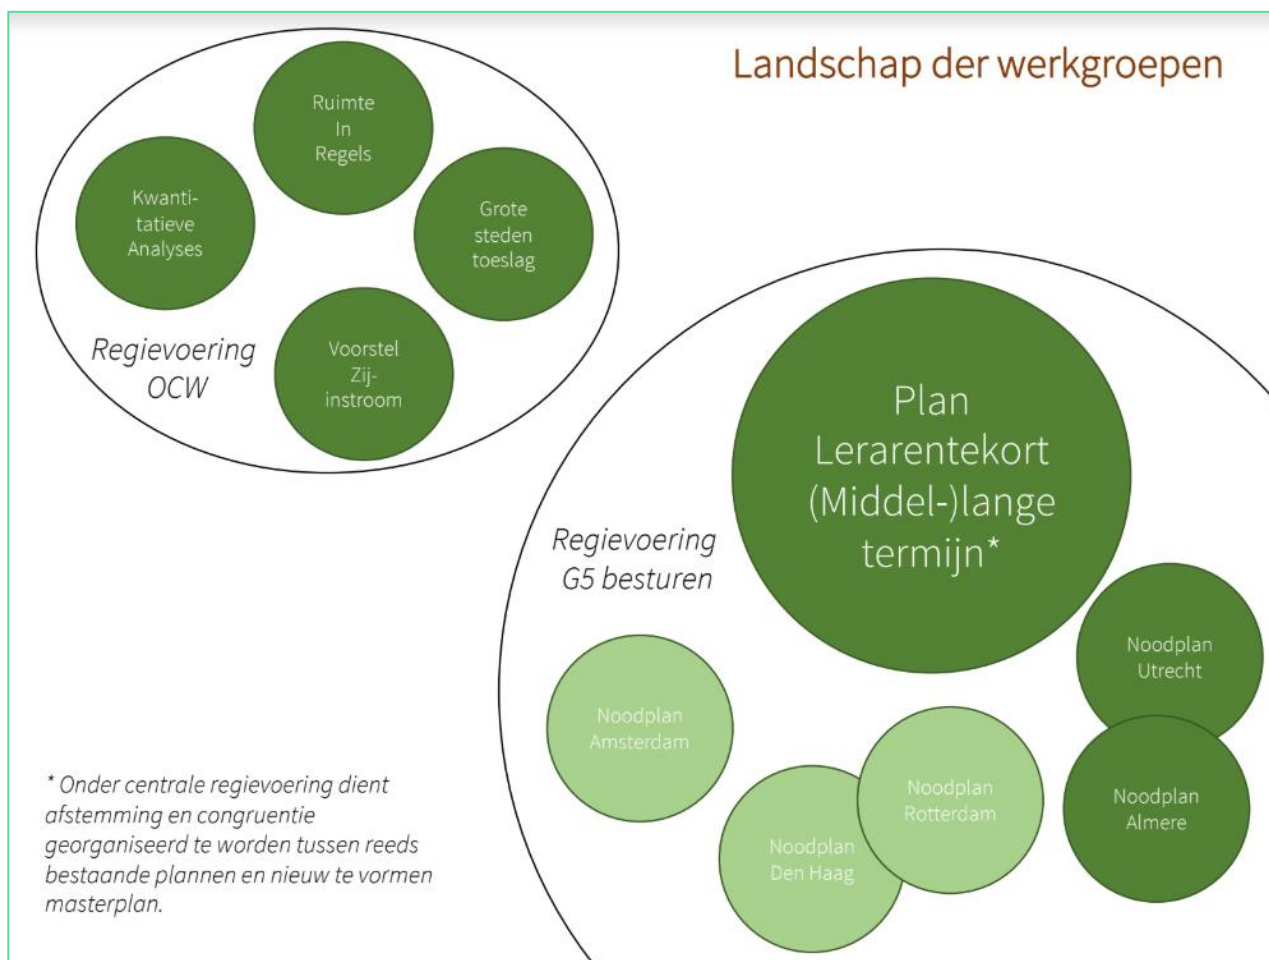 Landschap der werkgroepen
Ruimte
In
Regels
Kwanti-
tatieve
Analyses
Grote
steden
toeslag
Voorstel
Zij-
instroom
Regievoering
OCW
Plan
Lerarentekort
(Middel-)lange
termijn*
Regievoering
G5 besturen
Noodplan
Utrecht
Noodplan
Amsterdam
Noodplan
Rotterdam
Noodplan
Almere
Noodplan
Den Haag
* Onder centrale regievoering dient
afstemming en congruentie
georganiseerd te worden tussen reeds
bestaande plannen en nieuw te vormen
masterplan.